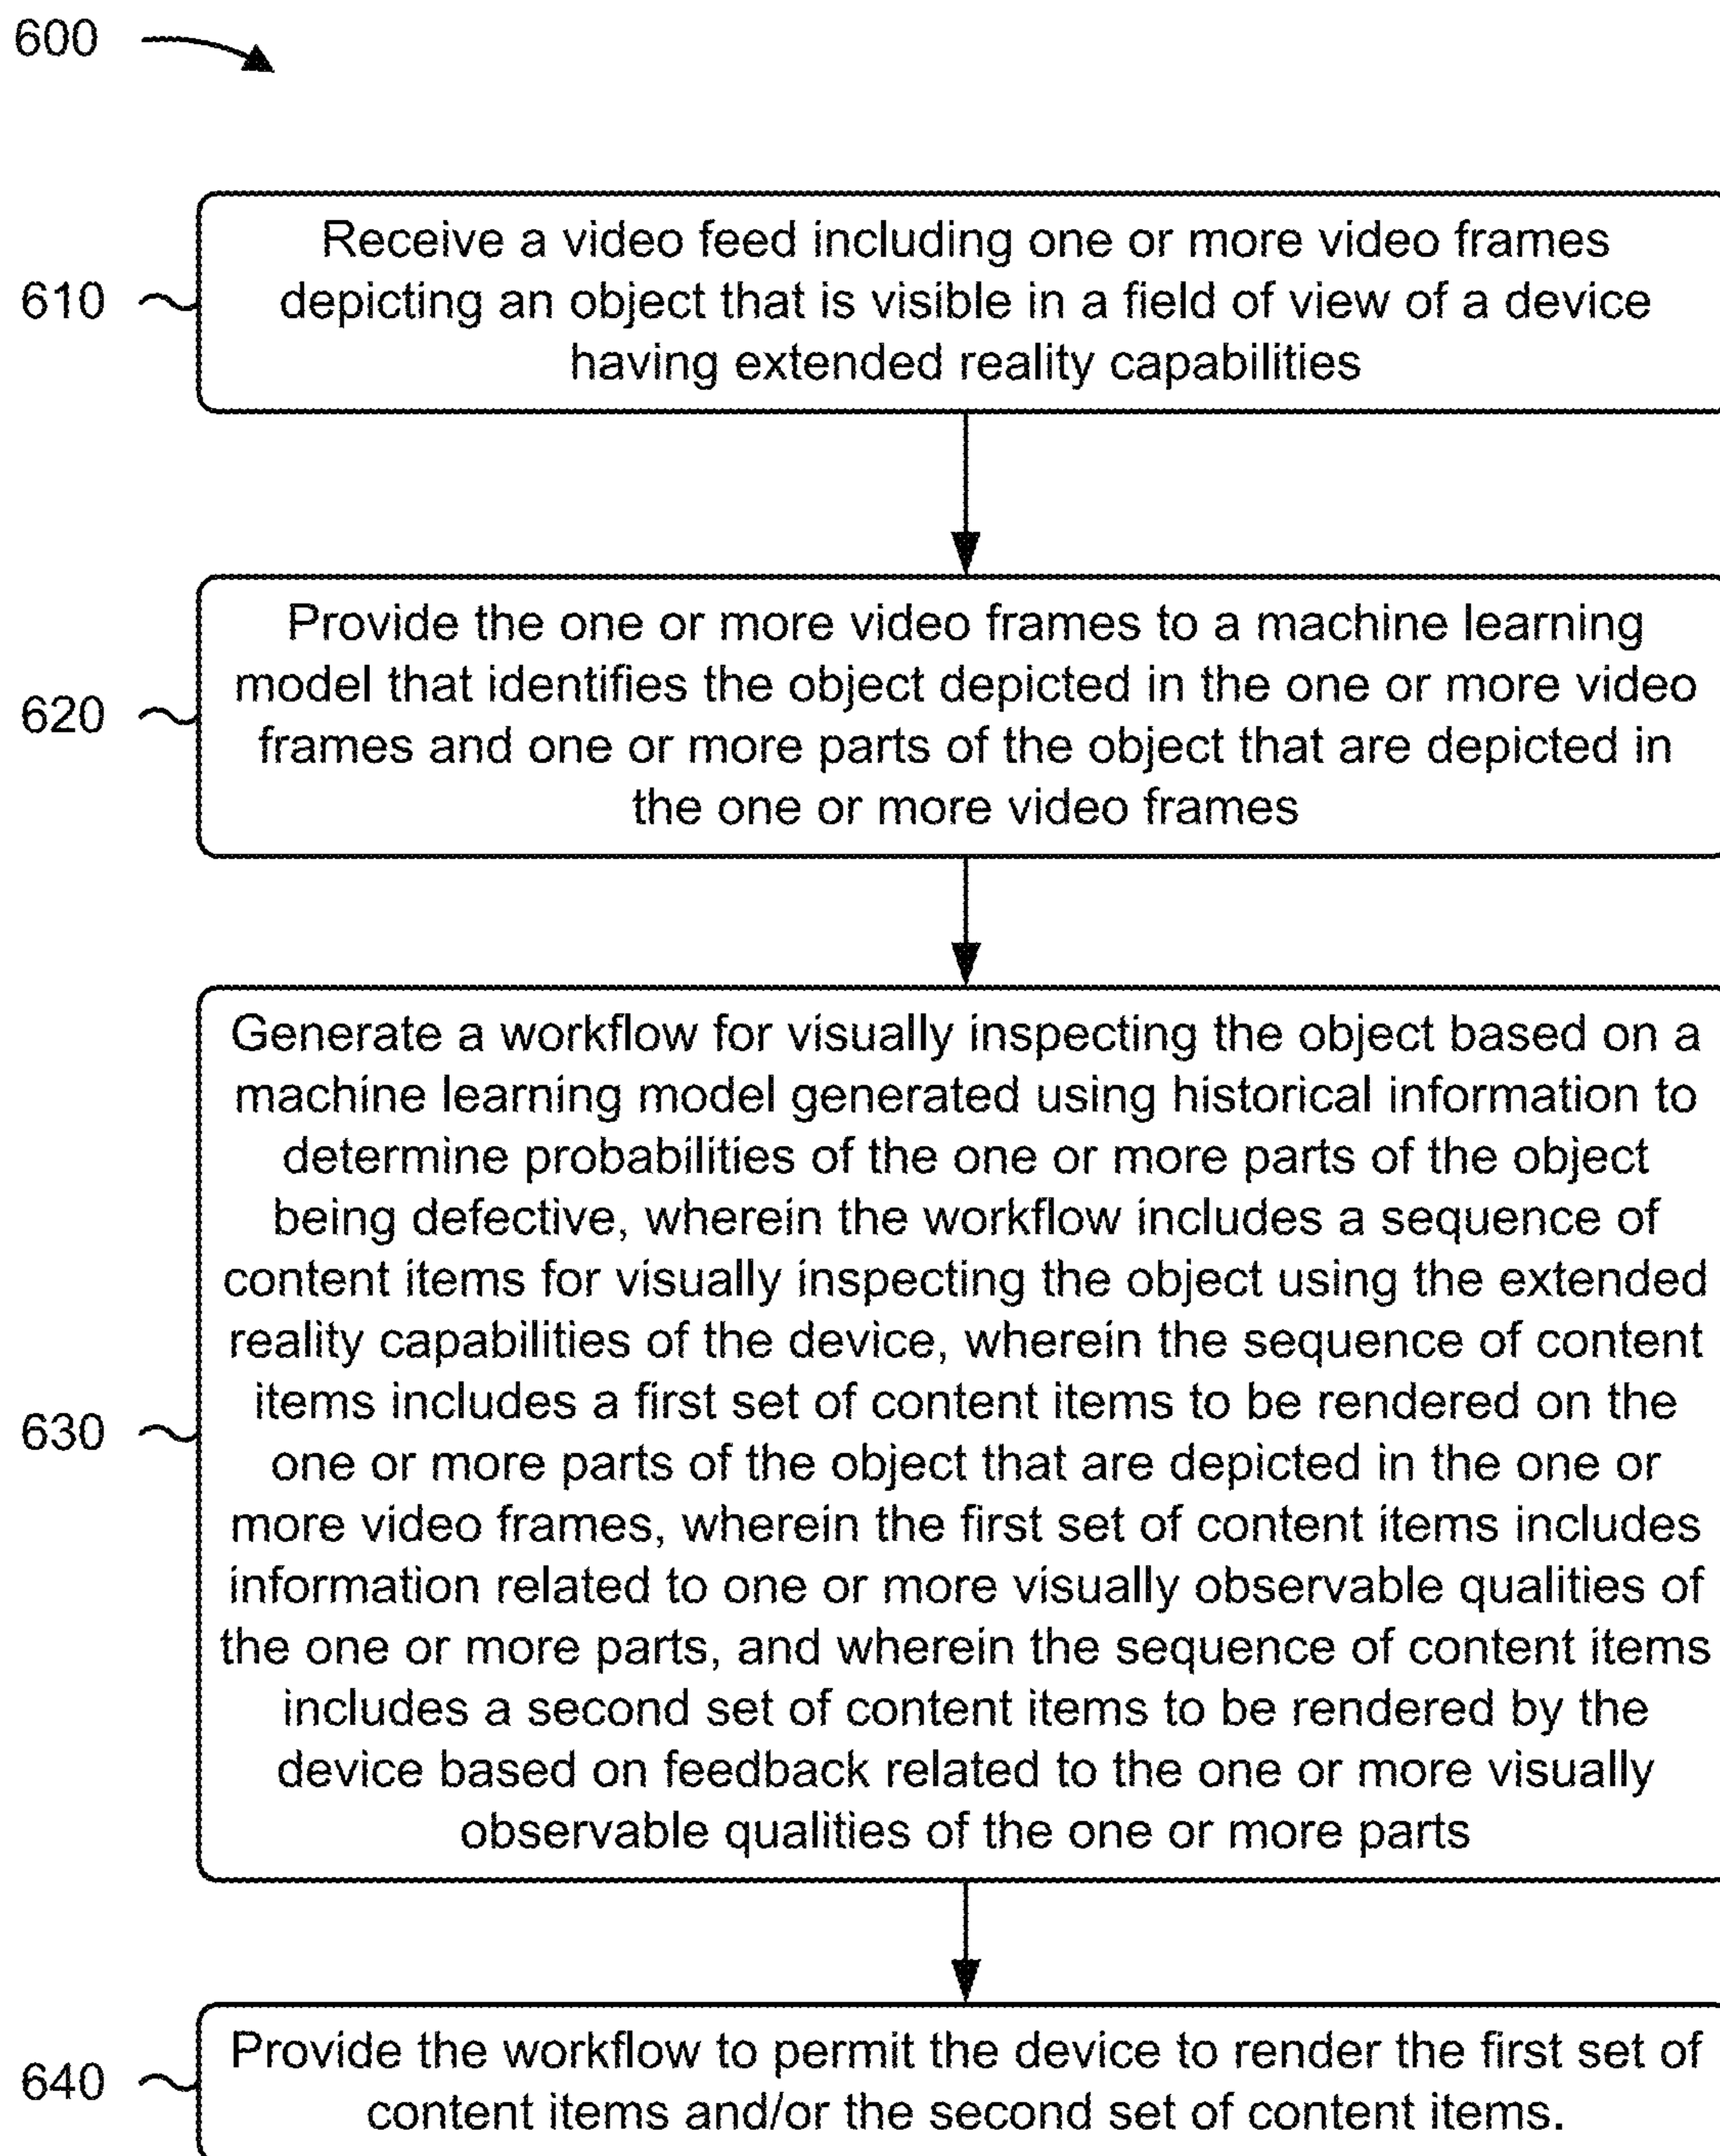 600
610
Receive a video feed including one or more video frames
depicting an object that is visible in a field of view of a device
having extended reality capabilities
620
Provide the one or more video frames to a machine learning
model that identifies the object depicted in the one or more video
frames and one or more parts of the object that are depicted in
the one or more video frames
630
Generate a workflow for visually inspecting the object based on a
machine learning model generated using historical information to
determine probabilities of the one or more parts of the object
being defective, wherein the workflow includes a sequence of
content items for visually inspecting the object using the extended
reality capabilities of the device, wherein the sequence of content
items includes a first set of content items to be rendered on the
one or more parts of the object that are depicted in the one or
more video frames, wherein the first set of content items includes
information related to one or more visually observable qualities of
the one or more parts, and wherein the sequence of content items
includes a second set of content items to be rendered by the
device based on feedback related to the one or more visually
observable qualities of the one or more parts
640
Provide the workflow to permit the device to render the first set of
content items and/or the second set of content items.